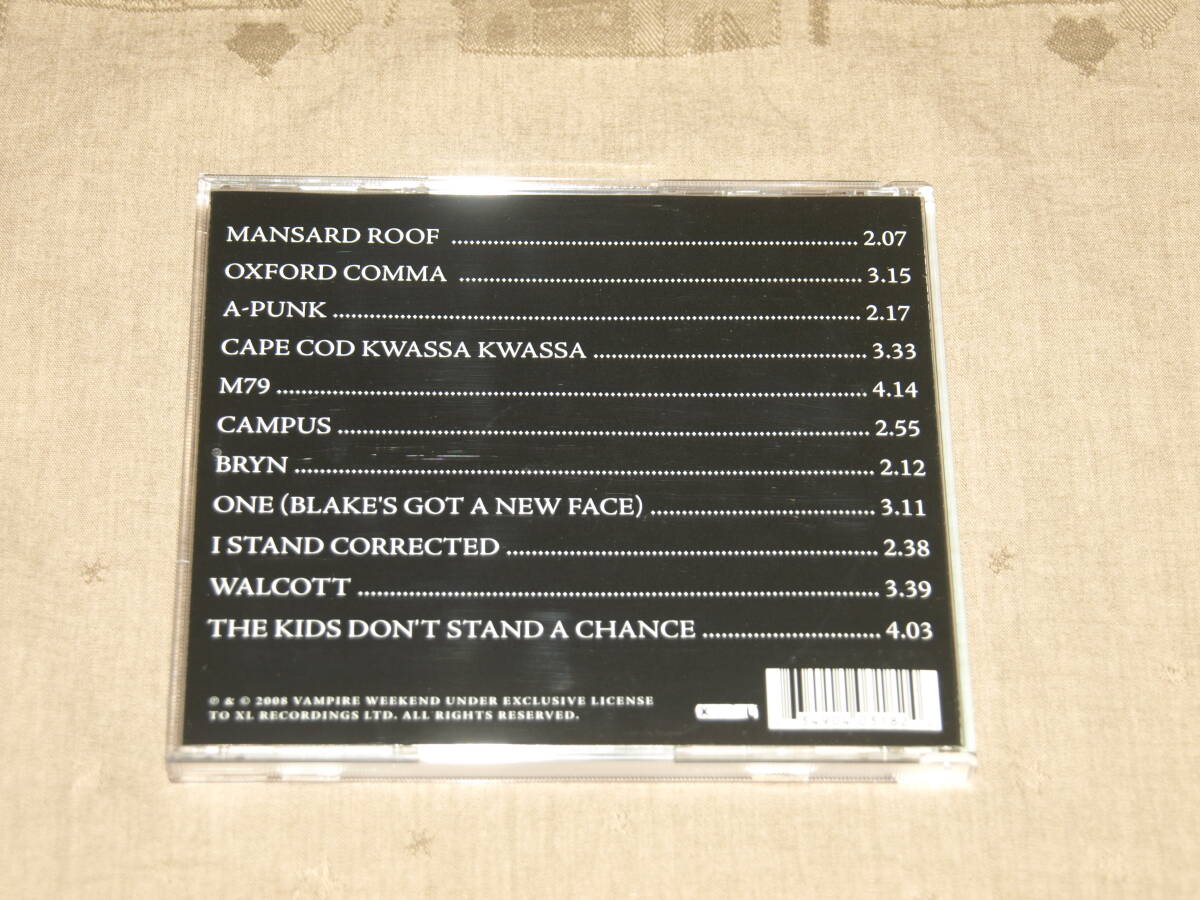 MANSARD ROOF ........ 2.07
OXFORD COMMA ........ 3.15
A-PUNK ........ 2.17
CAPE COD KWASSA KWASSA ........ 3.33
M79 ........ 4.14
CAMPUS ........ 2.55
BRYN ........ 2.12
ONE (BLAKE'S GOT A NEW FACE) ........ 3.11
I STAND CORRECTED ........ 2.38
WALCOTT ........ 3.39
THE KIDS DON'T STAND A CHANCE ........ 4.03
℗ & © 2008 VAMPIRE WEEKEND UNDER EXCLUSIVE LICENSE
TO XL RECORDINGS LTD. ALL RIGHTS RESERVED.